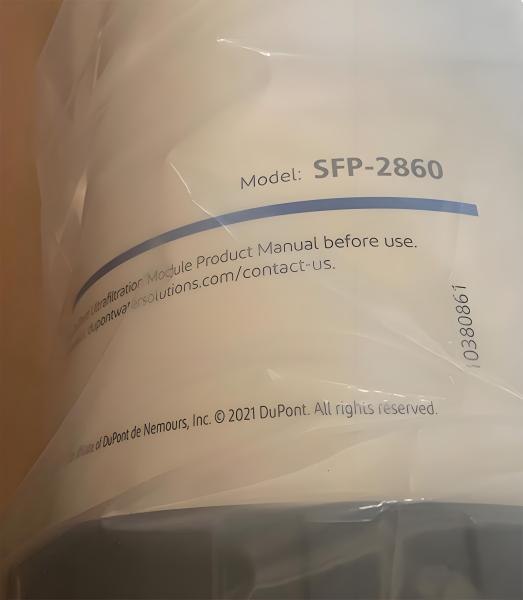 Model: SFP-2860
Ultrafiltration Module Product Manual before use.
dupontwatersolutions.com/contact-us.
10380861
of DuPont de Nemours, Inc. © 2021 DuPont. All rights reserved.